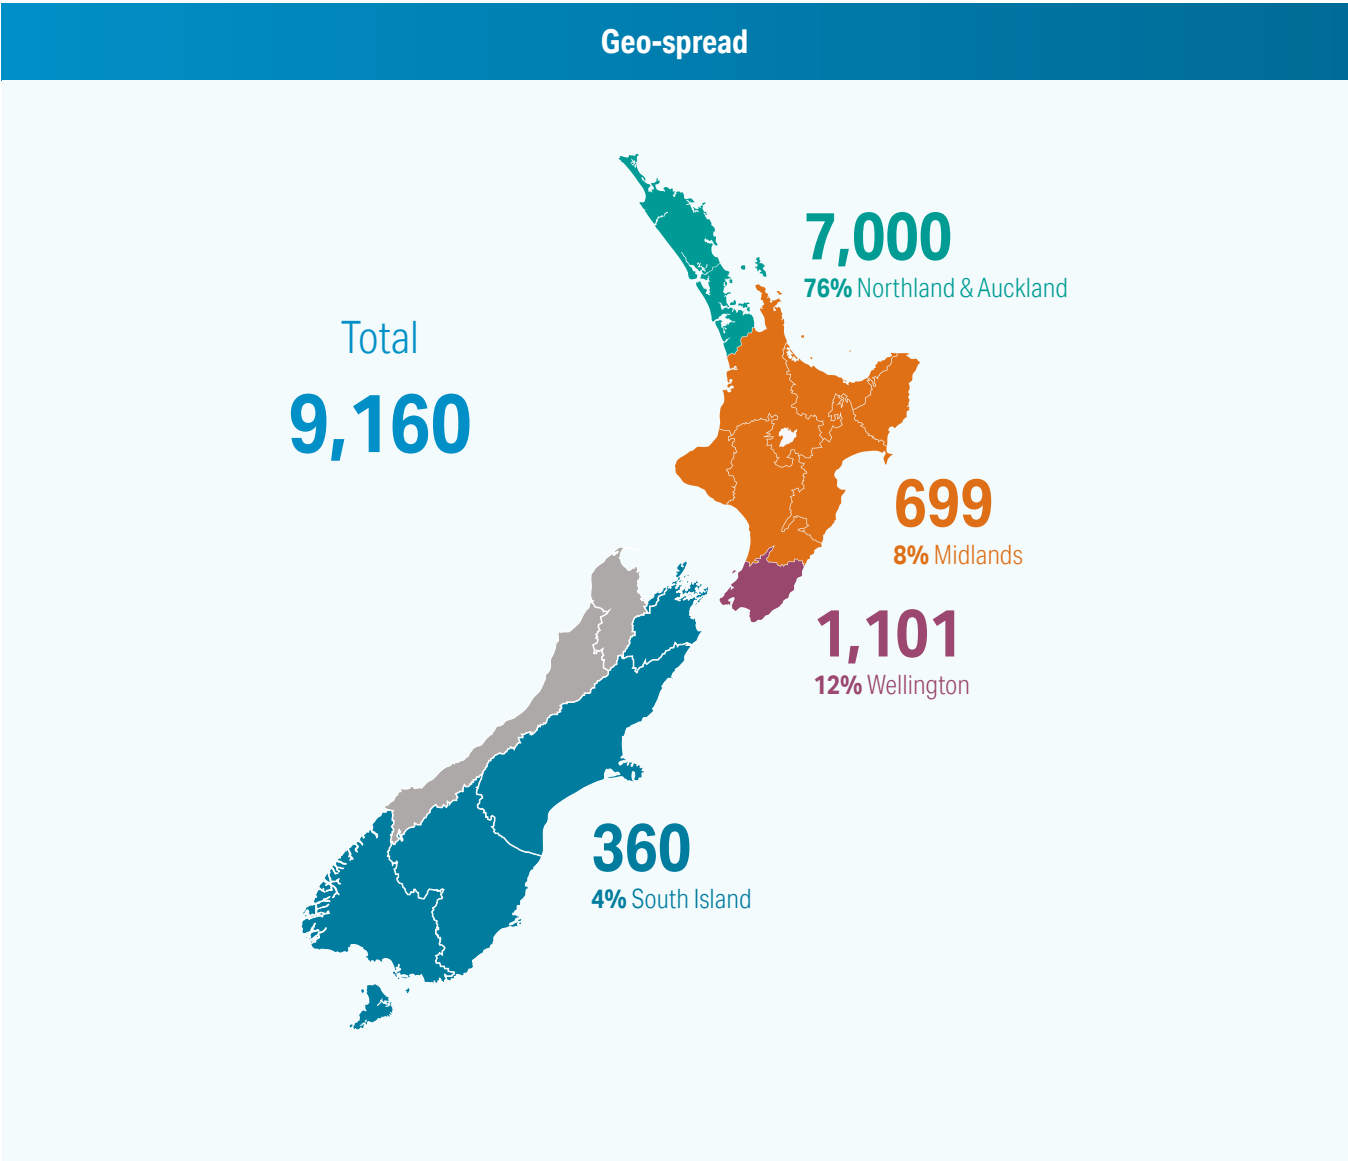 Geo-spread
7,000
76% Northland & Auckland
Total
9,160
699
8% Midlands
1,101
12% Wellington
360
4% South Island